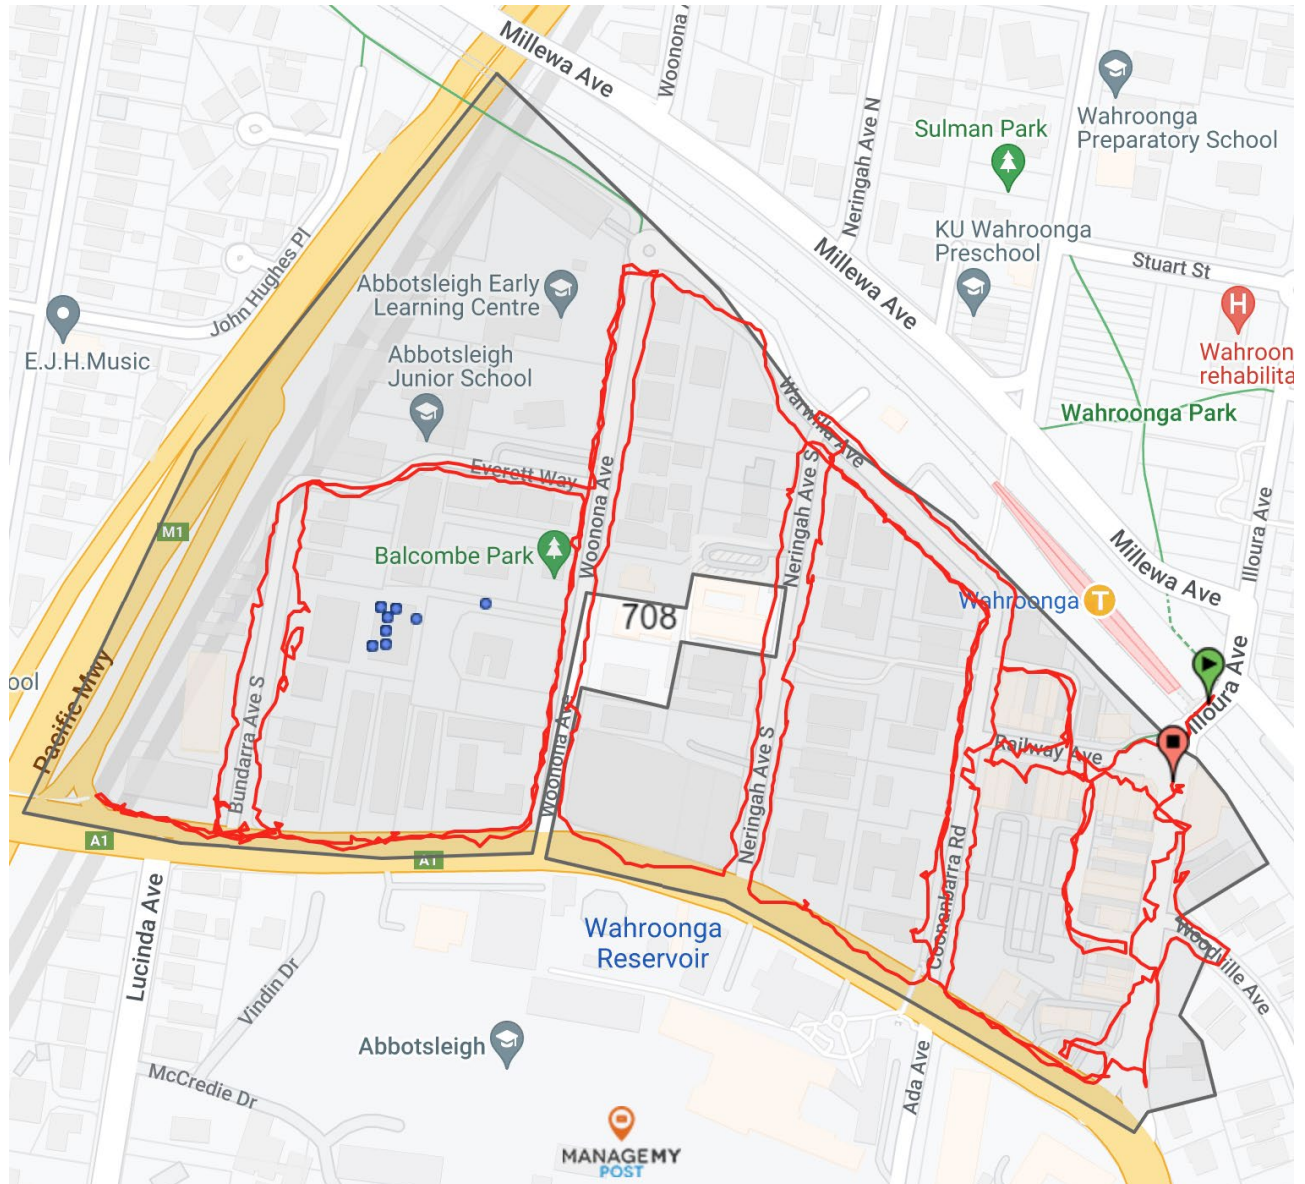 Millewa Ave
Woonona A
Neringah Ave N
Sulman Park
Wahroonga
Preparatory School
KU Wahroonga
Preschool
Stuart St
John Hughes Pl
Abbotsleigh Early
Learning Centre
Millewa Ave
H
E.J.H.Music
Abbotsleigh
Junior School
Wahroon
rehabilita
Warwilla Ave
Wahroonga Park
Everett Way
Woonona Ave
Neringah Ave S
Illoura Ave
M1
Balcombe Park
Millewa Ave
708
Wahroonga
T
ool
Pacific Mwy
Bundarra Ave S
Woonona Ave
Neringah Ave S
Railway Ave
Illoura Ave
A1
A1
Coonanbarra Rd
Lucinda Ave
Vindin Dr
Wahroonga
Reservoir
Woodville Ave
Abbotsleigh
McCredie Dr
Ada Ave
MANAGEMY
POST